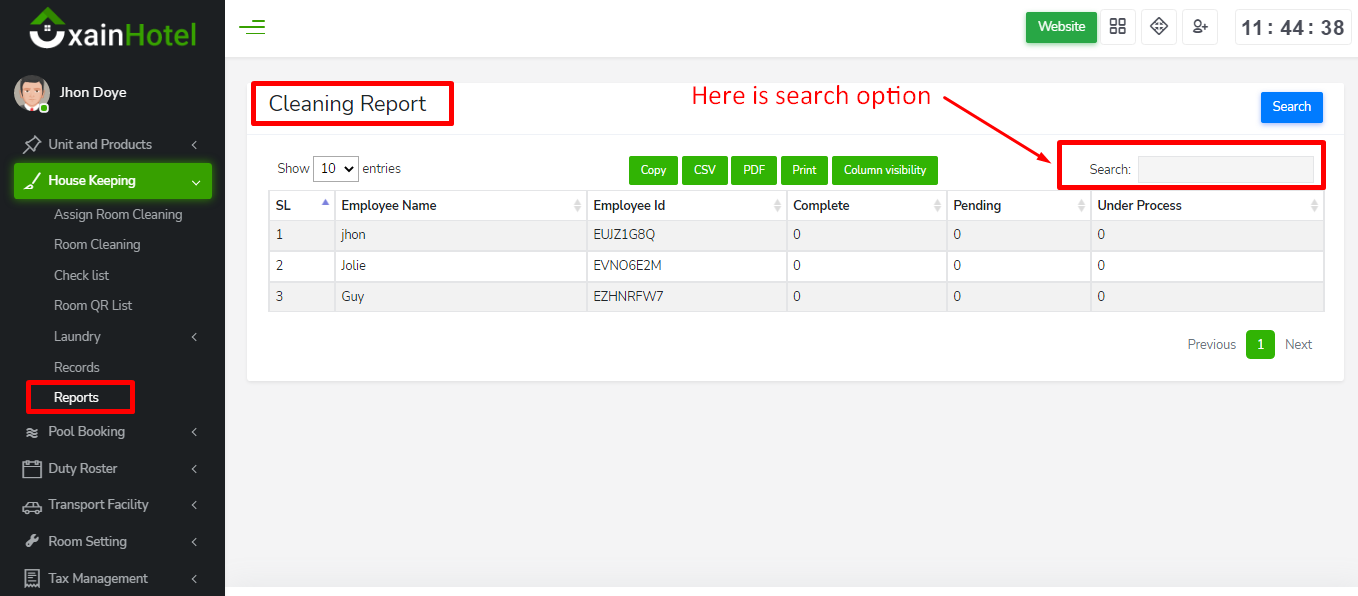 xainHotel
Website
11 : 44 : 38
Jhon Doye
Unit and Products
House Keeping
Assign Room Cleaning
Room Cleaning
Check list
Room QR List
Laundry
Records
Reports
Pool Booking
Duty Roster
Transport Facility
Room Setting
Tax Management
Cleaning Report
Here is search option
Search
Show 10 entries
Copy CSV PDF Print Column visibility
Search:
SL Employee Name Employee Id Complete Pending Under Process
1 jhon EUJZ1G8Q 0 0 0
2 Jolie EVNO6E2M 0 0 0
3 Guy EZHNRFW7 0 0 0
Previous 1 Next